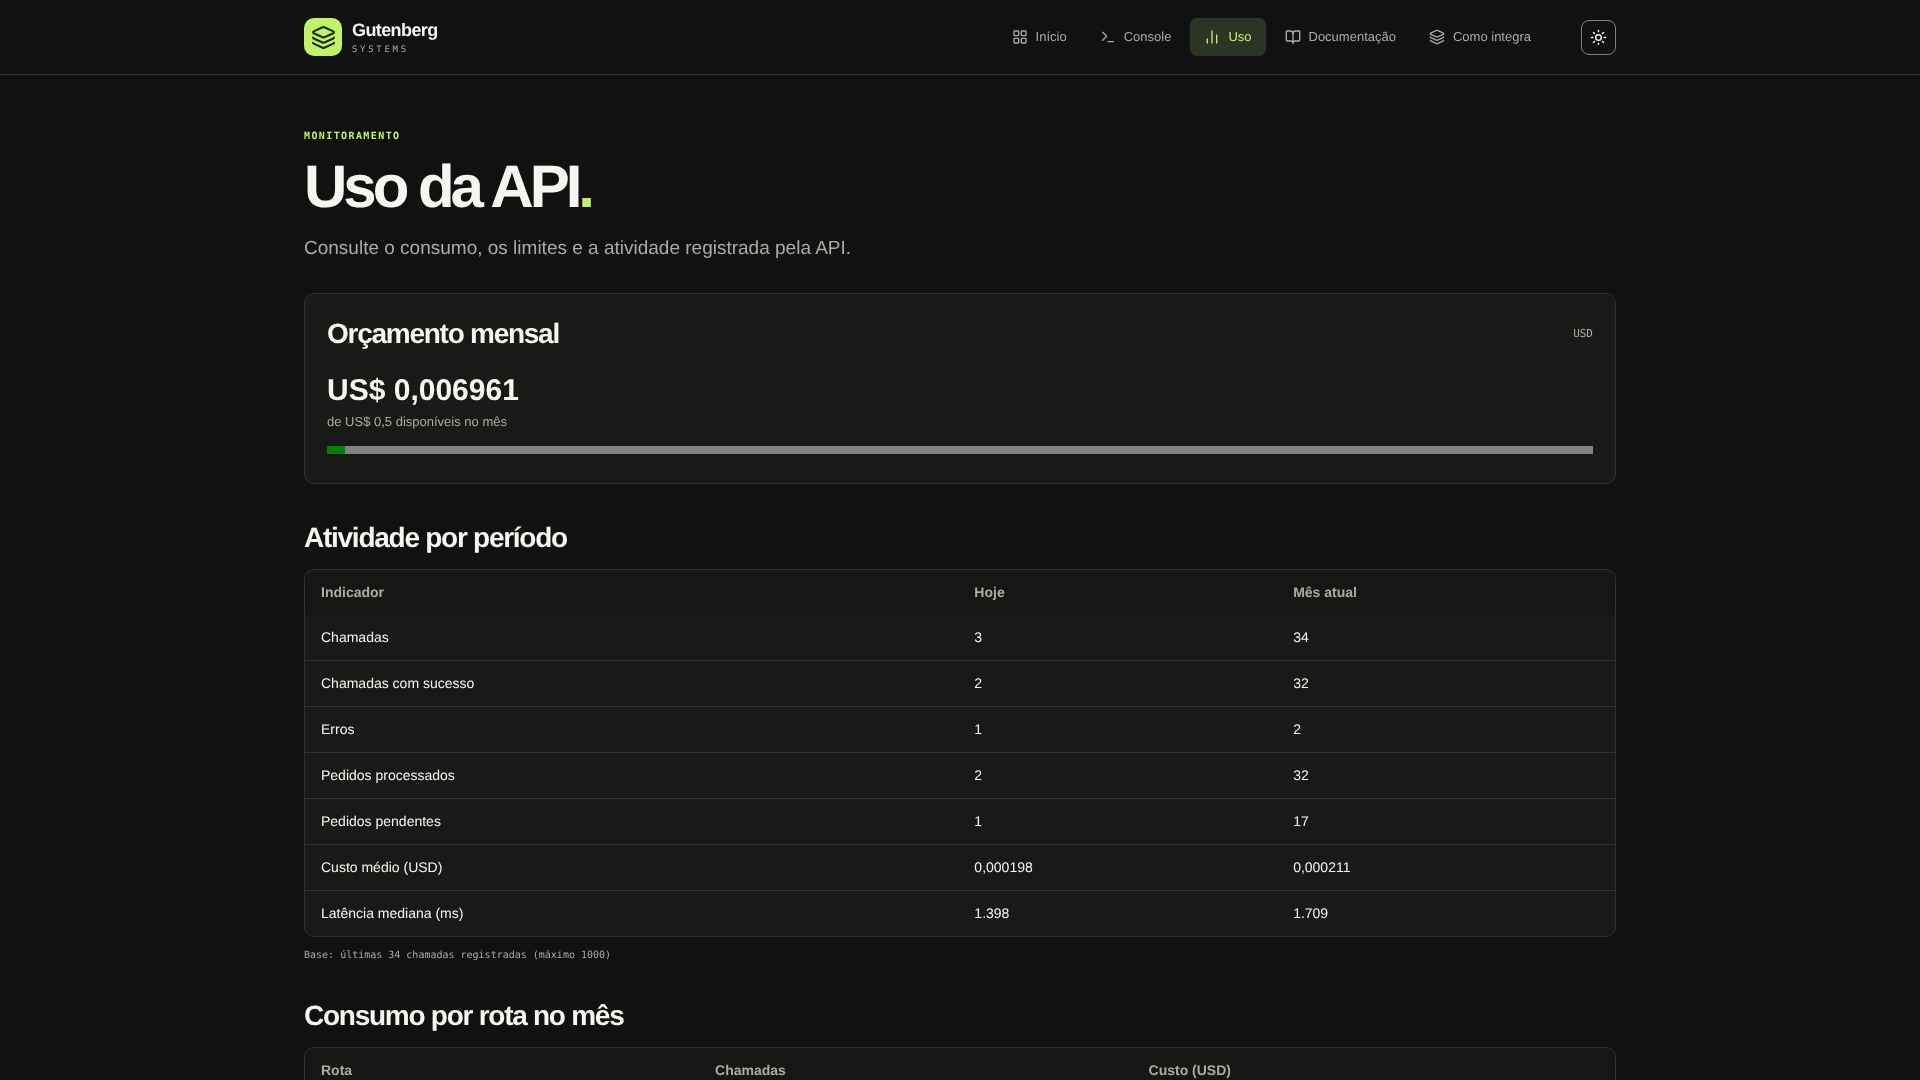 Gutenberg
SYSTEMS
Início
Console
Uso
Documentação
Como integra
MONITORAMENTO
Uso da API.
Consulte o consumo, os limites e a atividade registrada pela API.
Orçamento mensal
USD
US$ 0,006961
de US$ 0,5 disponíveis no mês
Atividade por período
Indicador Hoje Mês atual
Chamadas 3 34
Chamadas com sucesso 2 32
Erros 1 2
Pedidos processados 2 32
Pedidos pendentes 1 17
Custo médio (USD) 0,000198 0,000211
Latência mediana (ms) 1.398 1.709
Base: últimas 34 chamadas registradas (máximo 1000)
Consumo por rota no mês
Rota Chamadas Custo (USD)